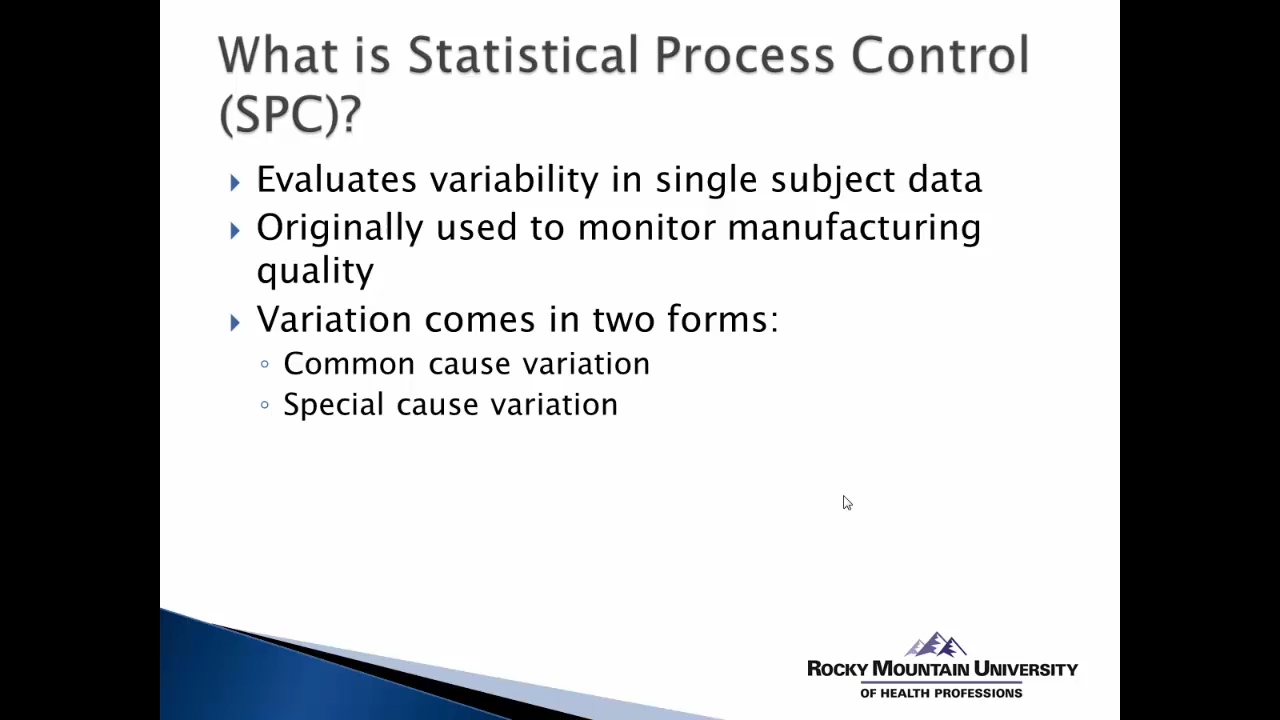 What is Statistical Process Control
(SPC)?
Evaluates variability in single subject data
Originally used to monitor manufacturing
quality
Variation comes in two forms:
Common cause variation
Special cause variation
ROCKY MOUNTAIN UNIVERSITY
OF HEALTH PROFESSIONS